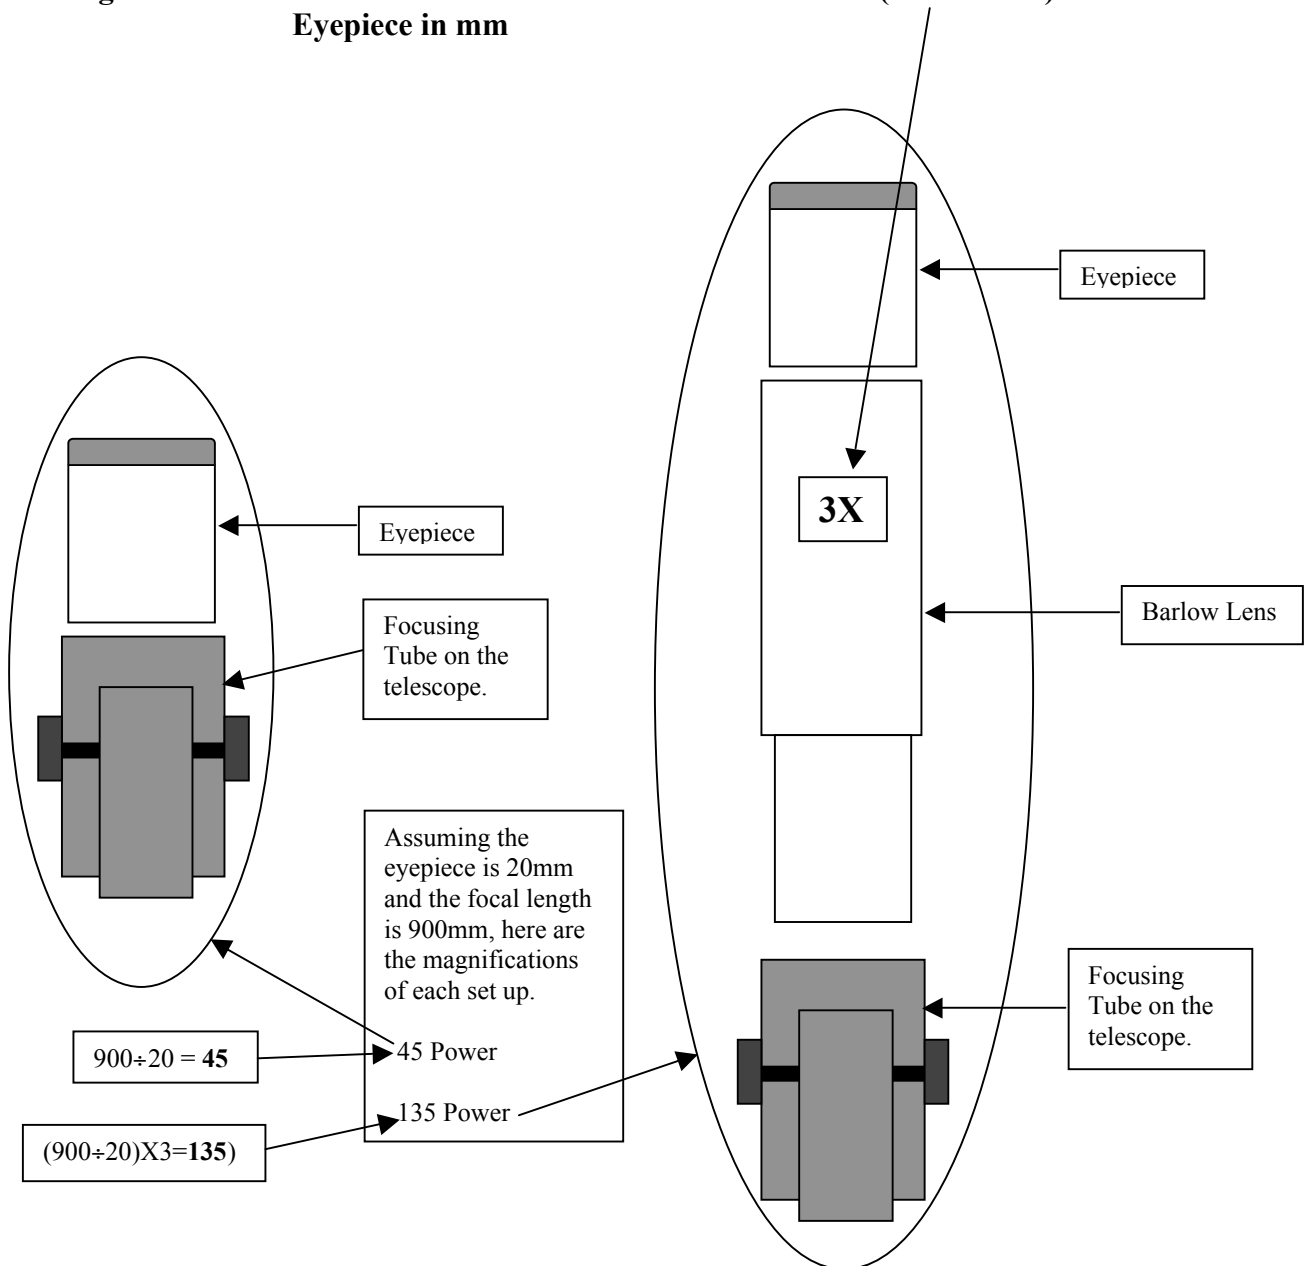 Eyepiece in mm
Eyepiece
3X
Eyepiece
Barlow Lens
Focusing
Tube on the
telescope.
Assuming the
eyepiece is 20mm
and the focal length
is 900mm, here are
the magnifications
of each set up.
45 Power
135 Power
900÷20 = 45
(900÷20)X3=135)
Focusing
Tube on the
telescope.